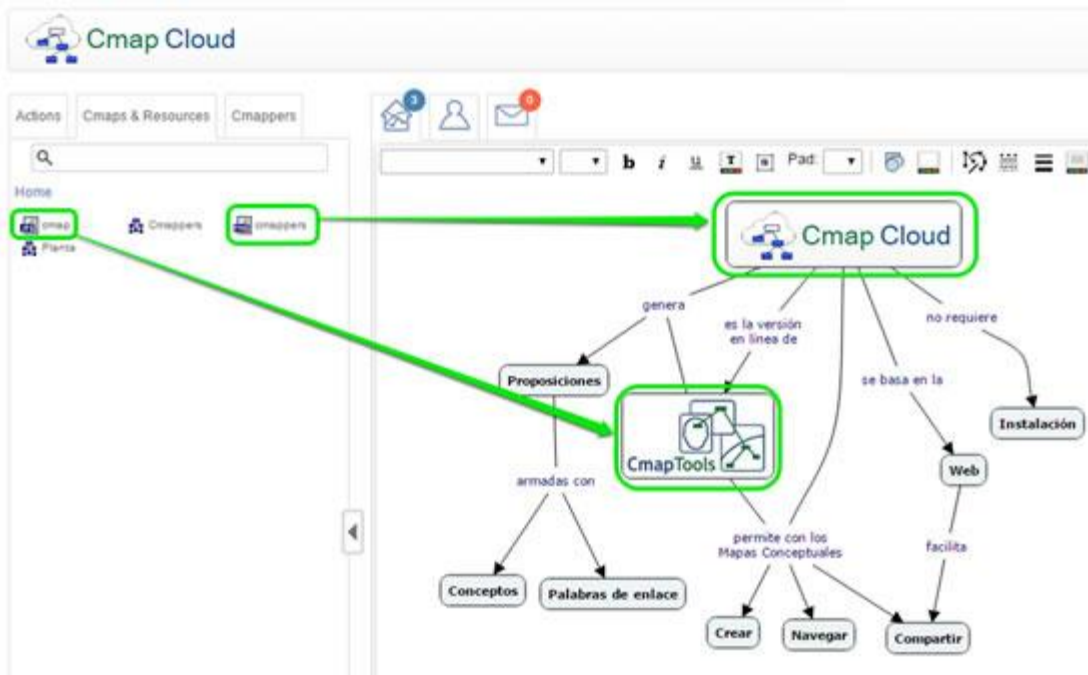 Cmap Cloud
Actions
Cmaps & Resources
Cmappers
3
0
Home
cmap
Cmappers
cmappers
Planta
b
i
u
T
Pad:
Cmap Cloud
genera
es la versión
en línea de
no requiere
Proposiciones
se basa en la
Instalación
CmapTools
Web
armadas con
permite con los
Mapas Conceptuales
facilita
Conceptos
Palabras de enlace
Crear
Navegar
Compartir